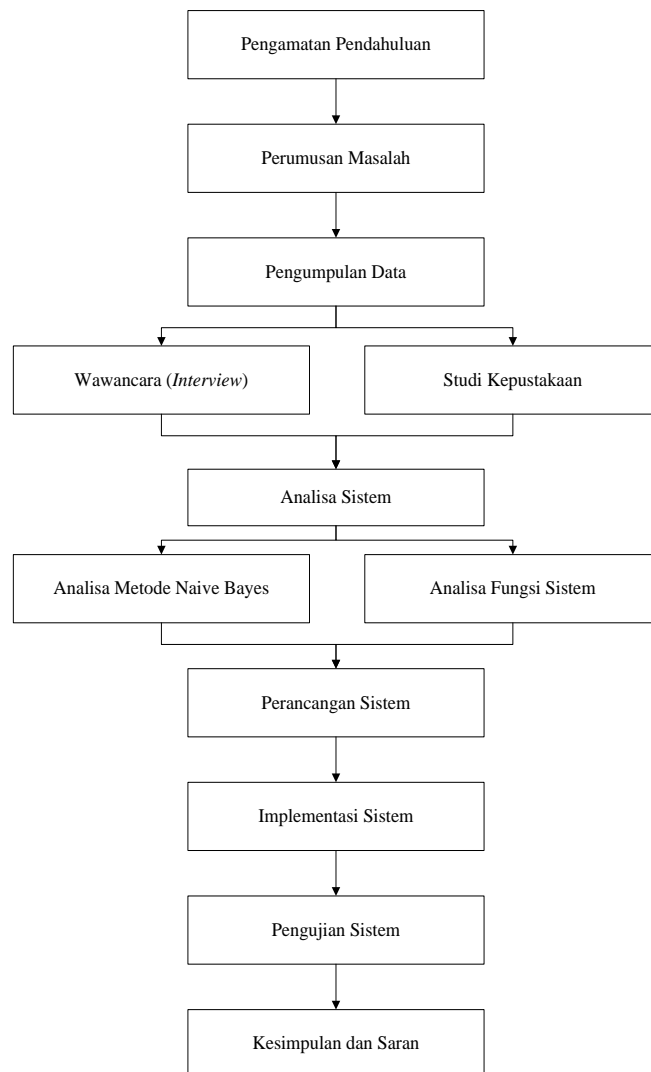 Pengamatan Pendahuluan
Perumusan Masalah
Pengumpulan Data
Wawancara (Interview)
Studi Kepustakaan
Analisa Sistem
Analisa Metode Naive Bayes
Analisa Fungsi Sistem
Perancangan Sistem
Implementasi Sistem
Pengujian Sistem
Kesimpulan dan Saran